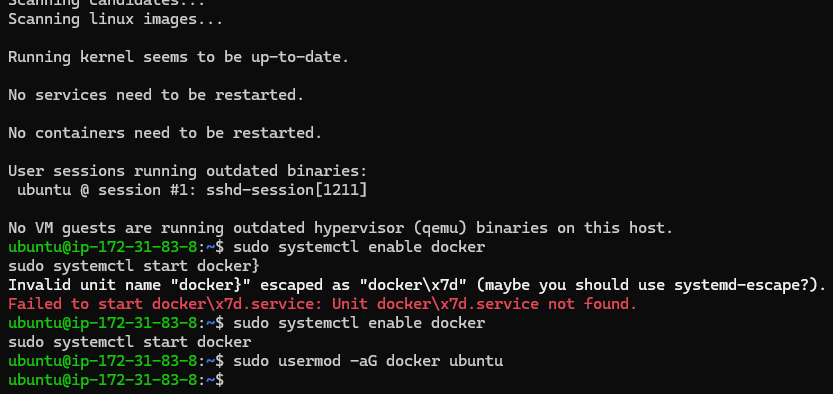 Scanning candidates...
Scanning linux images...
Running kernel seems to be up-to-date.
No services need to be restarted.
No containers need to be restarted.
User sessions running outdated binaries:
 ubuntu @ session #1: sshd-session[1211]
No VM guests are running outdated hypervisor (qemu) binaries on this host.
ubuntu@ip-172-31-83-8:~$ sudo systemctl enable docker
sudo systemctl start docker}
Invalid unit name "docker}" escaped as "docker\x7d" (maybe you should use systemd-escape?).
Failed to start docker\x7d.service: Unit docker\x7d.service not found.
ubuntu@ip-172-31-83-8:~$ sudo systemctl enable docker
sudo systemctl start docker
ubuntu@ip-172-31-83-8:~$ sudo usermod -aG docker ubuntu
ubuntu@ip-172-31-83-8:~$